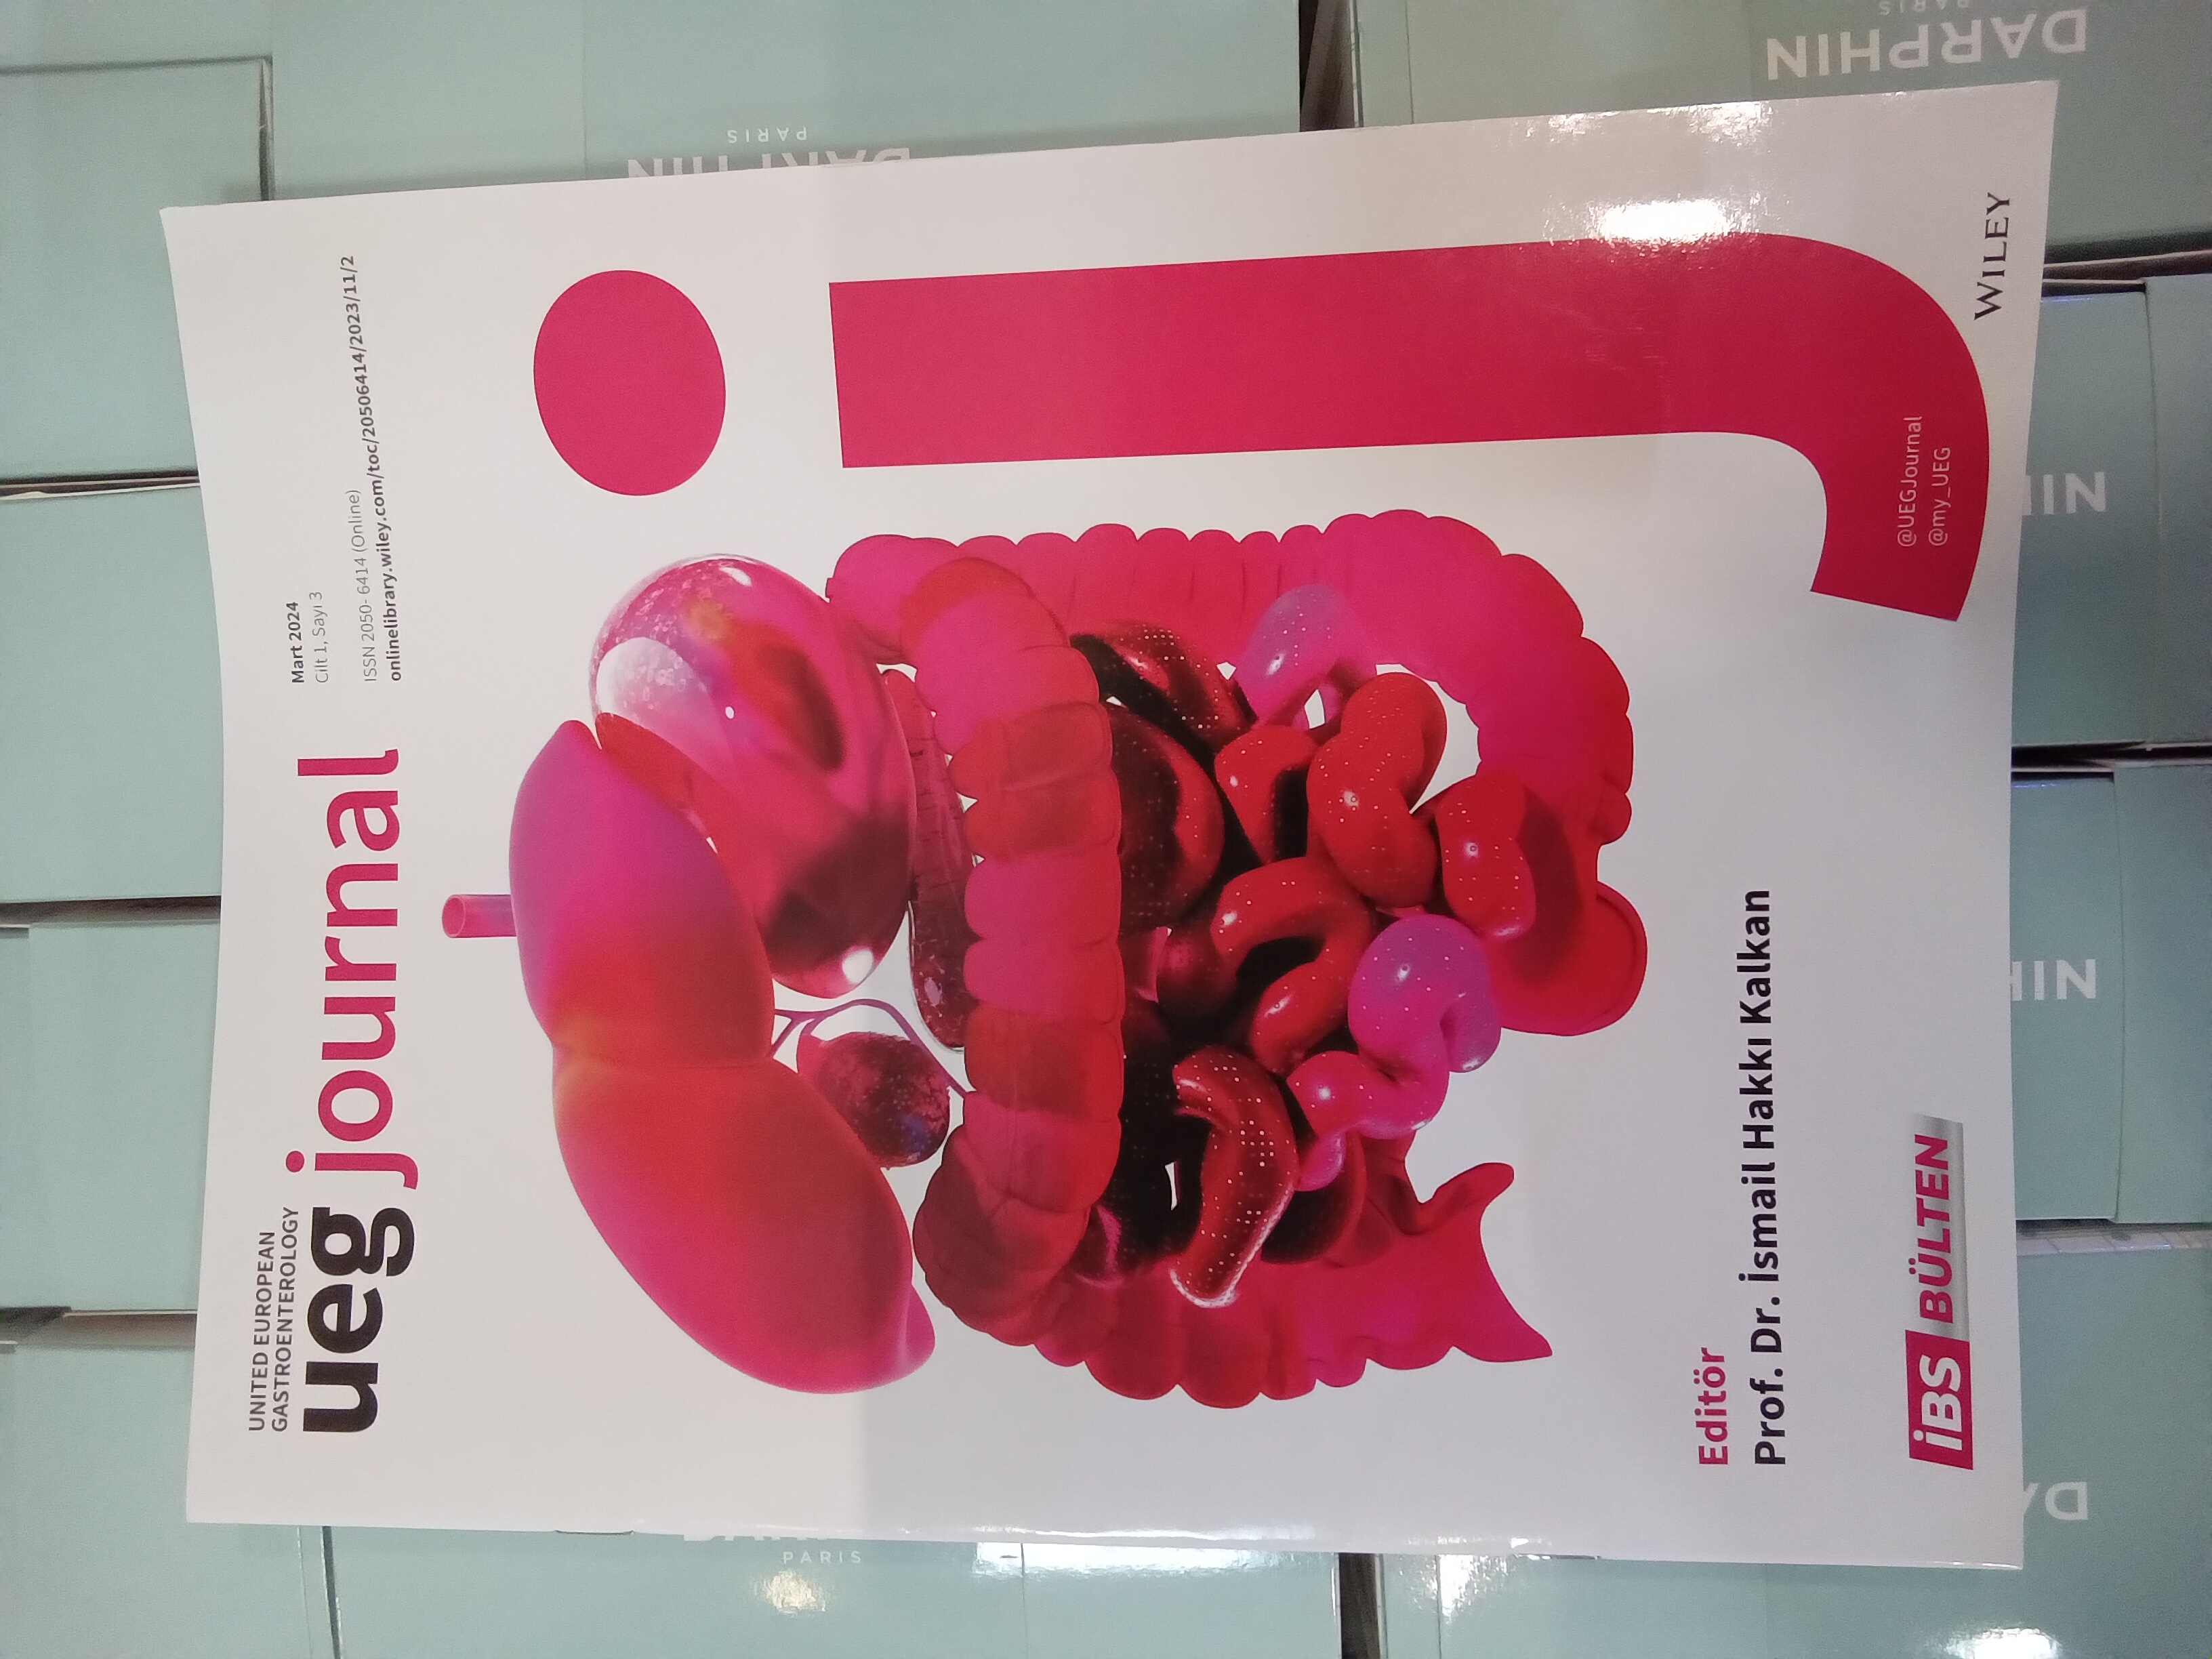 UNITED EUROPEAN
GASTROENTEROLOGY
ueg journal
Mart 2024
Cilt 1, Sayı 3
ISSN 2050- 6414 (Online)
onlinelibrary.wiley.com/toc/20506414/2023/11/2
j
Editör
Prof. Dr. İsmail Hakkı Kalkan
iBS BÜLTEN
@UEGJournal
@my_UEG
WILEY
PARIS
DARPHIN
PARIS
DARPHIN
PARIS